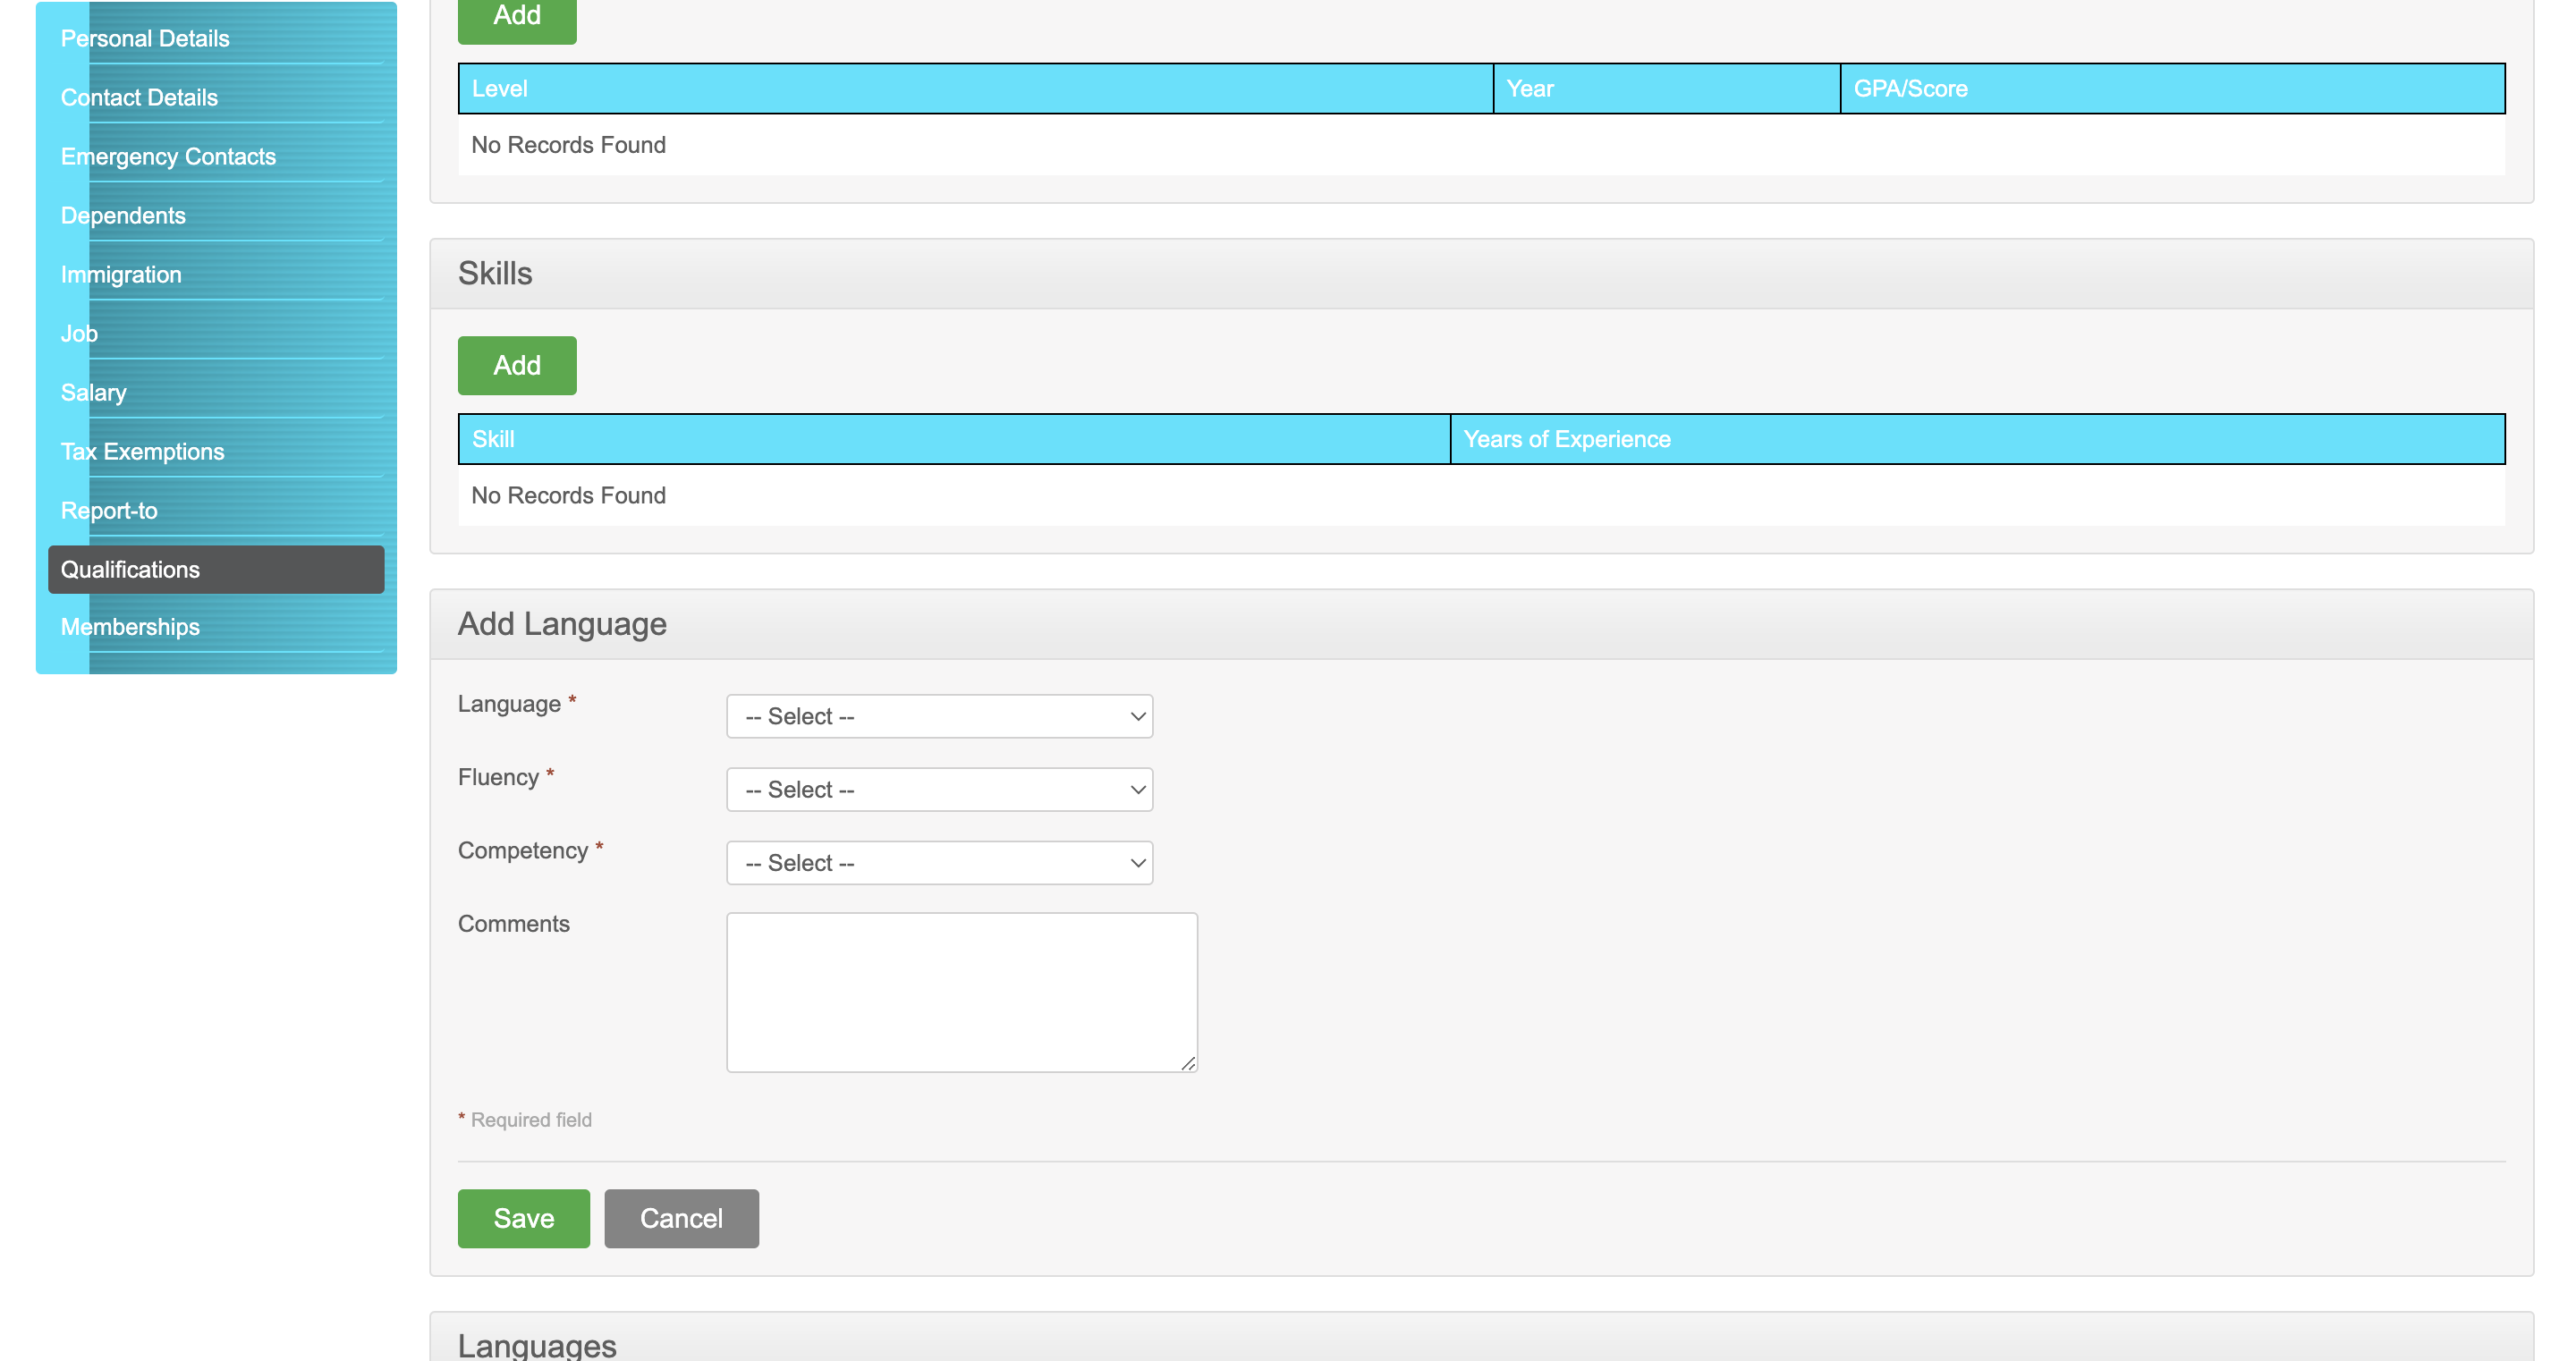 Personal Details
Contact Details
Emergency Contacts
Dependents
Immigration
Job
Salary
Tax Exemptions
Report-to
Qualifications
Memberships
Add
Level Year GPA/Score
No Records Found
Skills
Add
Skill Years of Experience
No Records Found
Add Language
Language * -- Select --
Fluency * -- Select --
Competency * -- Select --
Comments
* Required field
Save Cancel
Languages